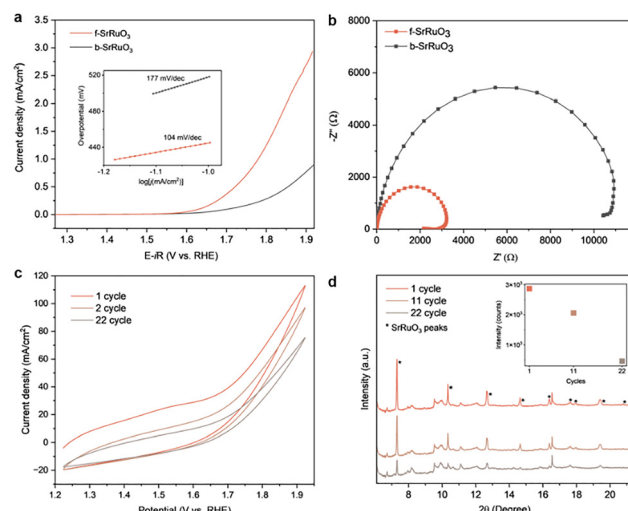 a
f-SrRuO₃
b-SrRuO₃
Current density (mA/cm²)
3.5
3.0
2.5
2.0
1.5
1.0
0.5
0.0
1.3 1.4 1.5 1.6 1.7 1.8 1.9
E-iR (V vs. RHE)
Overpotential (mV)
520
480
440
177 mV/dec
104 mV/dec
-1.2 -1.1 -1.0 -0.9
log[j(mA/cm²)]
b
f-SrRuO₃
b-SrRuO₃
-Z'' (Ω)
8000
6000
4000
2000
0
0 2000 4000 6000 8000 10000
Z' (Ω)
c
1 cycle
2 cycle
22 cycle
Current density (mA/cm²)
120
100
80
60
40
20
0
-20
1.2 1.3 1.4 1.5 1.6 1.7 1.8 1.9
Potential (V vs. RHE)
d
1 cycle
11 cycle
22 cycle
* SrRuO₃ peaks
Intensity (a.u.)
8 10 12 14 16 18 20
2θ (Degree)
Intensity (counts)
3×10³
2×10³
1×10³
1 11 22
Cycles